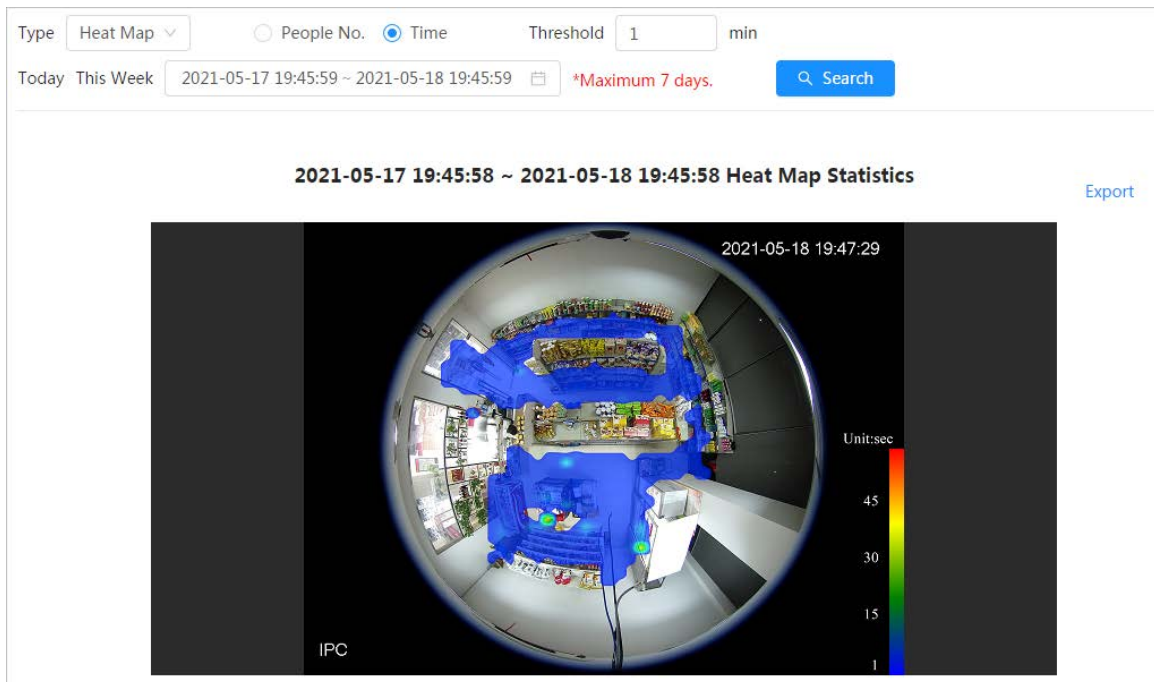 Type Heat Map People No. Time Threshold 1 min
Today This Week 2021-05-17 19:45:59 ~ 2021-05-18 19:45:59 *Maximum 7 days. Search
2021-05-17 19:45:58 ~ 2021-05-18 19:45:58 Heat Map Statistics
Export
2021-05-18 19:47:29
Unit:sec
45
30
15
1
IPC